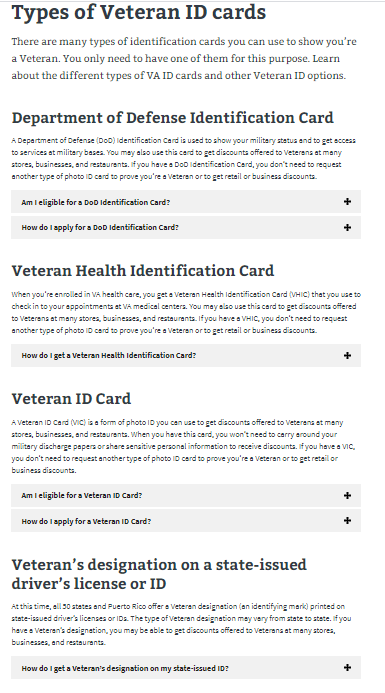 Types of Veteran ID cards
There are many types of identification cards you can use to show you're
a Veteran. You only need to have one of them for this purpose. Learn
about the different types of VA ID cards and other Veteran ID options.
Department of Defense Identification Card
A Department of Defense (DoD) Identification Card is used to show your military status and to get access
to services at military bases. You may also use this card to get discounts offered to Veterans at many
stores, businesses, and restaurants. If you have a DoD Identification Card, you don't need to request
another type of photo ID card to prove you're a Veteran or to get retail or business discounts.
Am I eligible for a DoD Identification Card?
How do I apply for a DoD Identification Card?
Veteran Health Identification Card
When you're enrolled in VA health care, you get a Veteran Health Identification Card (VHIC) that you use to
check in to your appointments at VA medical centers. You may also use this card to get discounts offered
to Veterans at many stores, businesses, and restaurants. If you have a VHIC, you don't need to request
another type of photo ID card to prove you're a Veteran or to get retail or business discounts.
How do I get a Veteran Health Identification Card?
Veteran ID Card
A Veteran ID Card (VIC) is a form of photo ID you can use to get discounts offered to Veterans at many
stores, businesses, and restaurants. When you have this card, you won't need to carry around your
military discharge papers or share sensitive personal information to receive discounts. If you have a VIC,
you don't need to request another type of photo ID card to prove you're a Veteran or to get retail or
business discounts.
Am I eligible for a Veteran ID Card?
How do I apply for a Veteran ID Card?
Veteran's designation on a state-issued
driver's license or ID
At this time, all 50 states and Puerto Rico offer a Veteran designation (an identifying mark) printed on
state-issued driver's licenses or IDs. The type of Veteran designation may vary from state to state. If you
have a Veteran's designation, you may be able to get discounts offered to Veterans at many stores,
businesses, and restaurants.
How do I get a Veteran's designation on my state-issued ID?